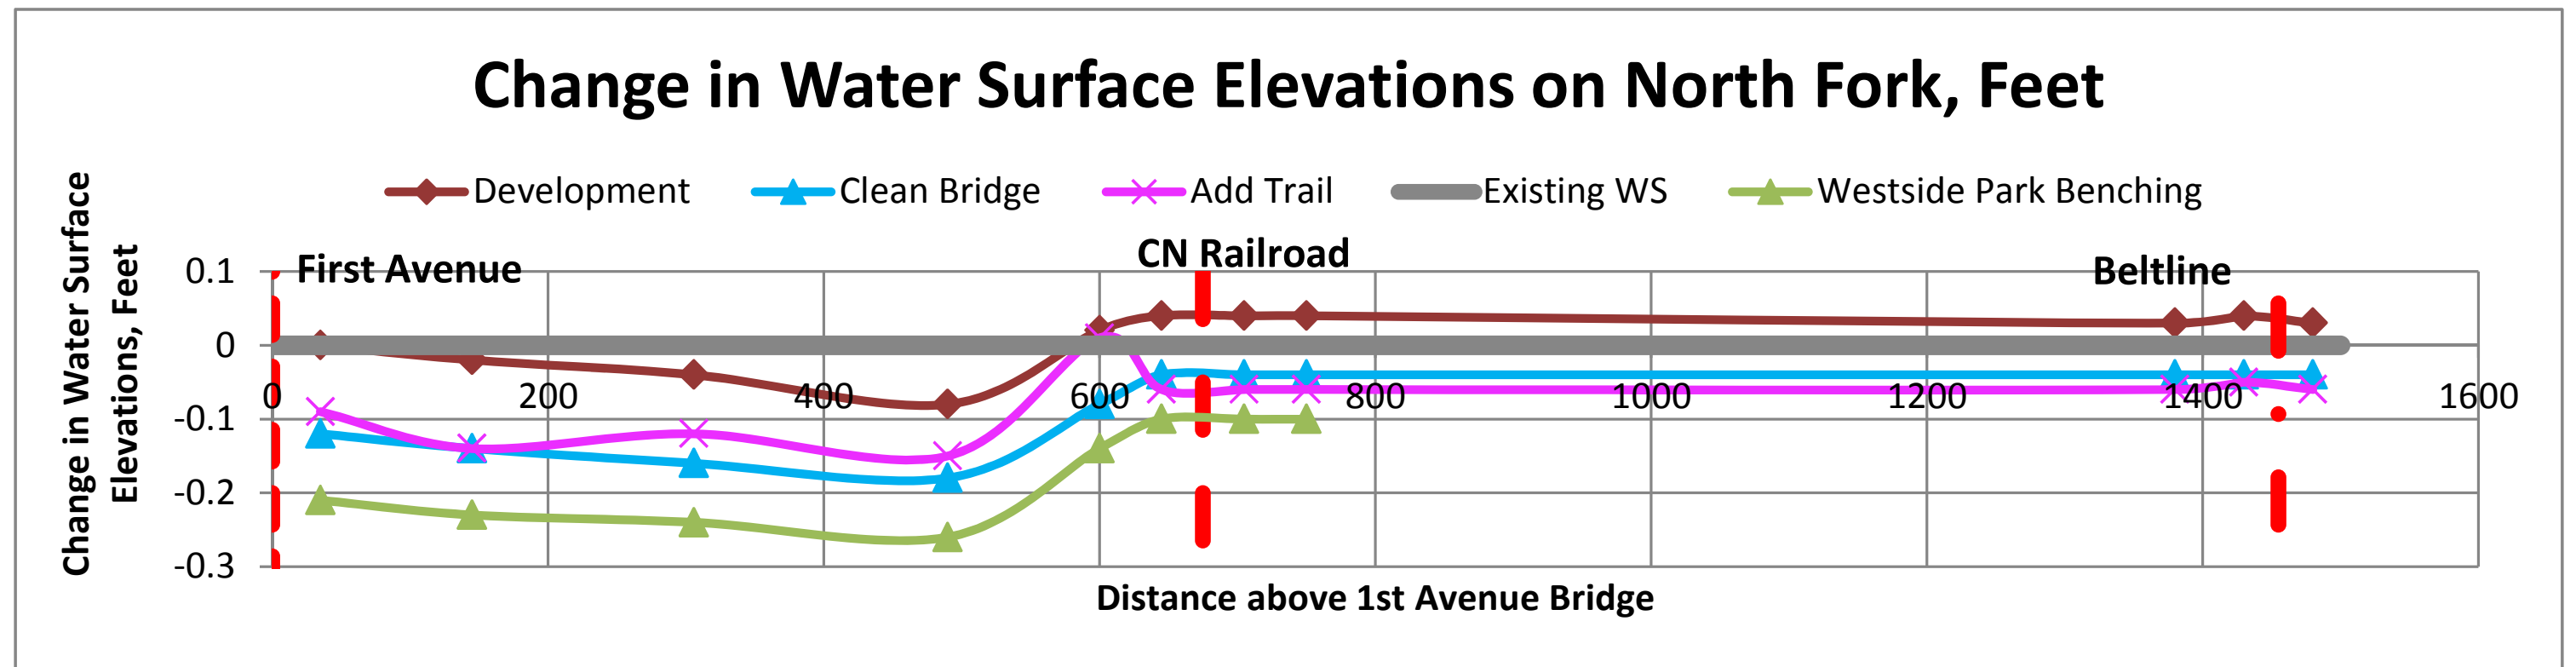 Change in Water Surface Elevations on North Fork, Feet
Development
Clean Bridge
Add Trail
Existing WS
Westside Park Benching
Change in Water Surface
Elevations, Feet
First Avenue
CN Railroad
Beltline
0.1
0
-0.1
-0.2
-0.3
0
200
400
600
800
1000
1200
1400
1600
Distance above 1st Avenue Bridge